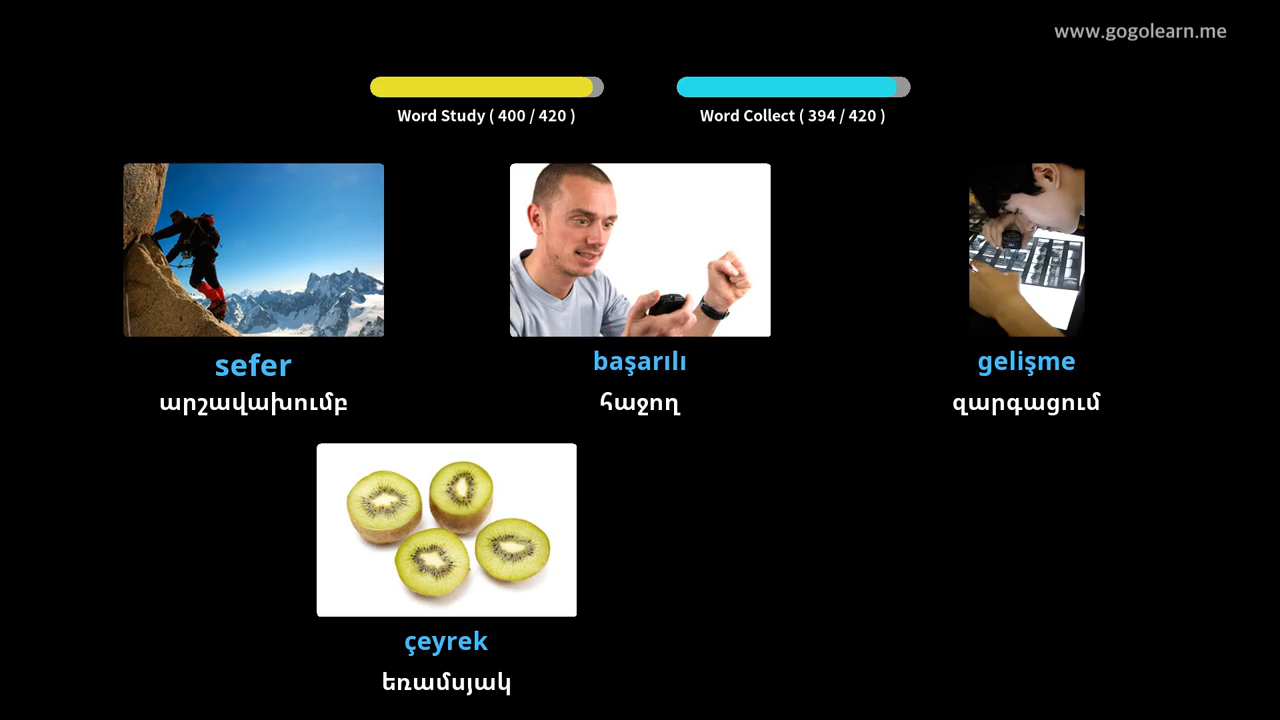 www.gogolearn.me
Word Study ( 400 / 420 )
Word Collect ( 394 / 420 )
sefer
արշավախումբ
başarılı
հաջող
gelişme
զարգացում
çeyrek
եռամսյակ